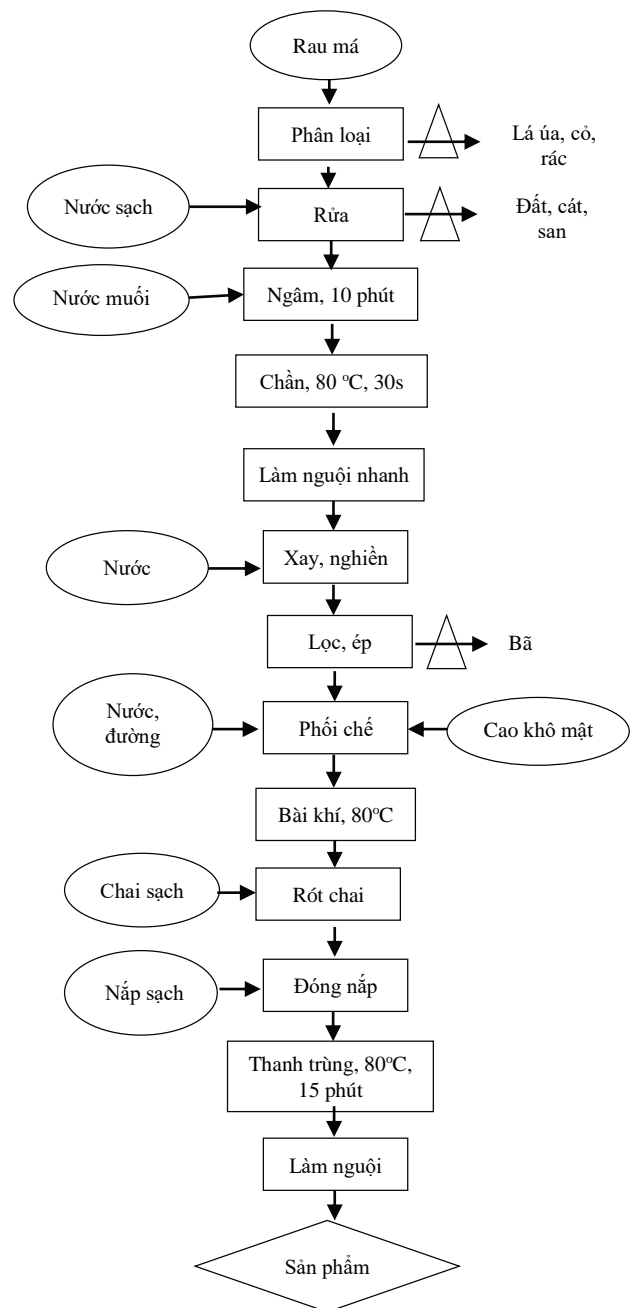 Rau má
Phân loại
Lá úa, cỏ,
rác
Nước sạch
Rửa
Đất, cát,
san
Nước muối
Ngâm, 10 phút
Chần, 80 ºC, 30s
Làm nguội nhanh
Nước
Xay, nghiền
Lọc, ép
Bã
Nước,
đường
Phối chế
Cao khô mật
Bài khí, 80ºC
Chai sạch
Rót chai
Nắp sạch
Đóng nắp
Thanh trùng, 80ºC,
15 phút
Làm nguội
Sản phẩm